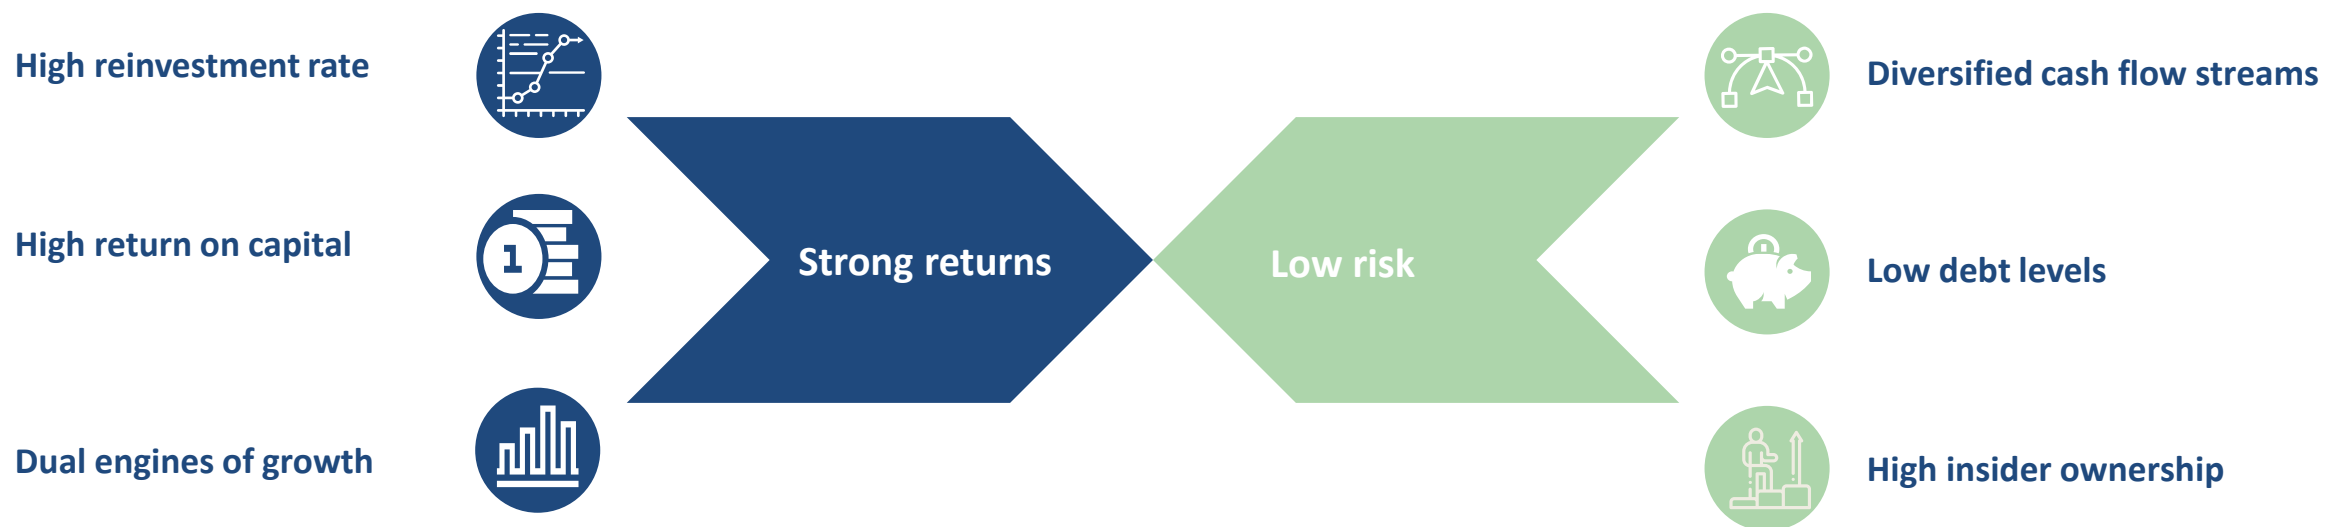 High reinvestment rate
High return on capital
1
Dual engines of growth
Strong returns
Low risk
Diversified cash flow streams
Low debt levels
High insider ownership